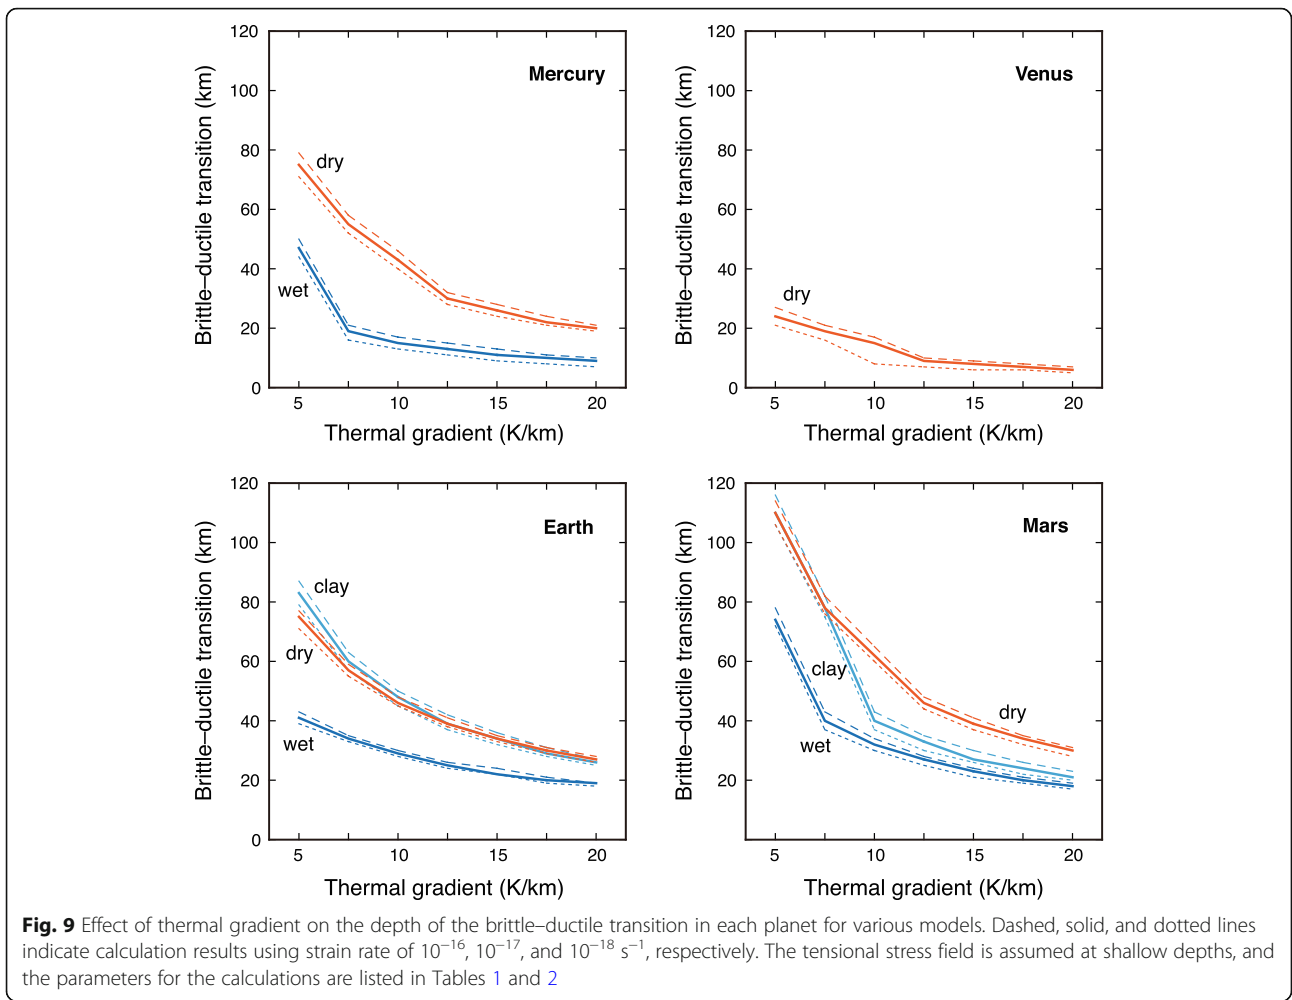 120
100
80
60
40
20
0
Brittle–ductile transition (km)
Mercury
dry
wet
5 10 15 20
Thermal gradient (K/km)
120
100
80
60
40
20
0
Brittle–ductile transition (km)
Venus
dry
5 10 15 20
Thermal gradient (K/km)
120
100
80
60
40
20
0
Brittle–ductile transition (km)
Earth
clay
dry
wet
5 10 15 20
Thermal gradient (K/km)
120
100
80
60
40
20
Brittle–ductile transition (km)
Mars
clay
dry
wet
5 10 15 20
Thermal gradient (K/km)
Fig. 9 Effect of thermal gradient on the depth of the brittle–ductile transition in each planet for various models. Dashed, solid, and dotted lines
indicate calculation results using strain rate of 10⁻¹⁶, 10⁻¹⁷, and 10⁻¹⁸ s⁻¹, respectively. The tensional stress field is assumed at shallow depths, and
the parameters for the calculations are listed in Tables 1 and 2